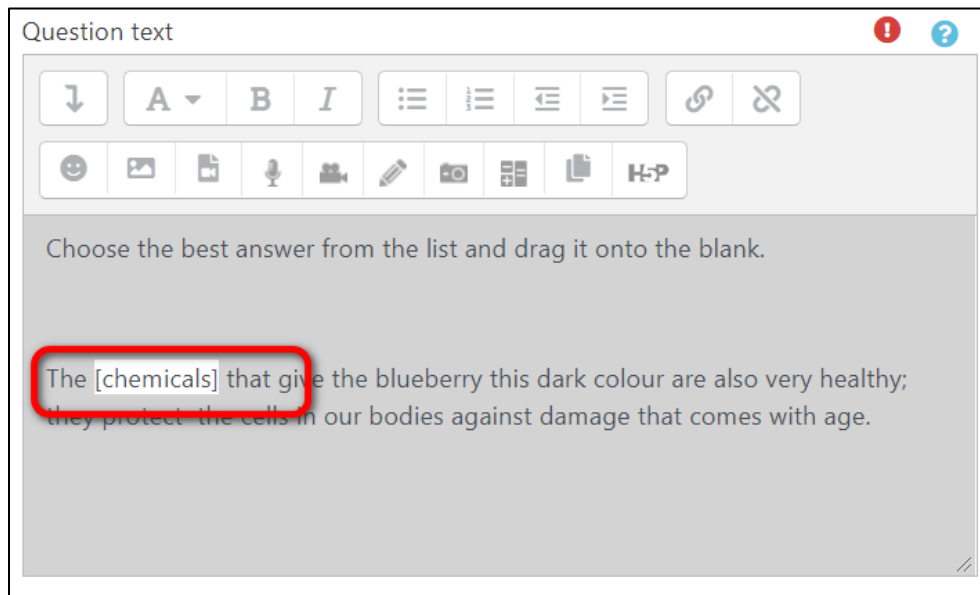 Question text
A B I
H5P
Choose the best answer from the list and drag it onto the blank.
The [chemicals] that give the blueberry this dark colour are also very healthy;
they protect the cells in our bodies against damage that comes with age.